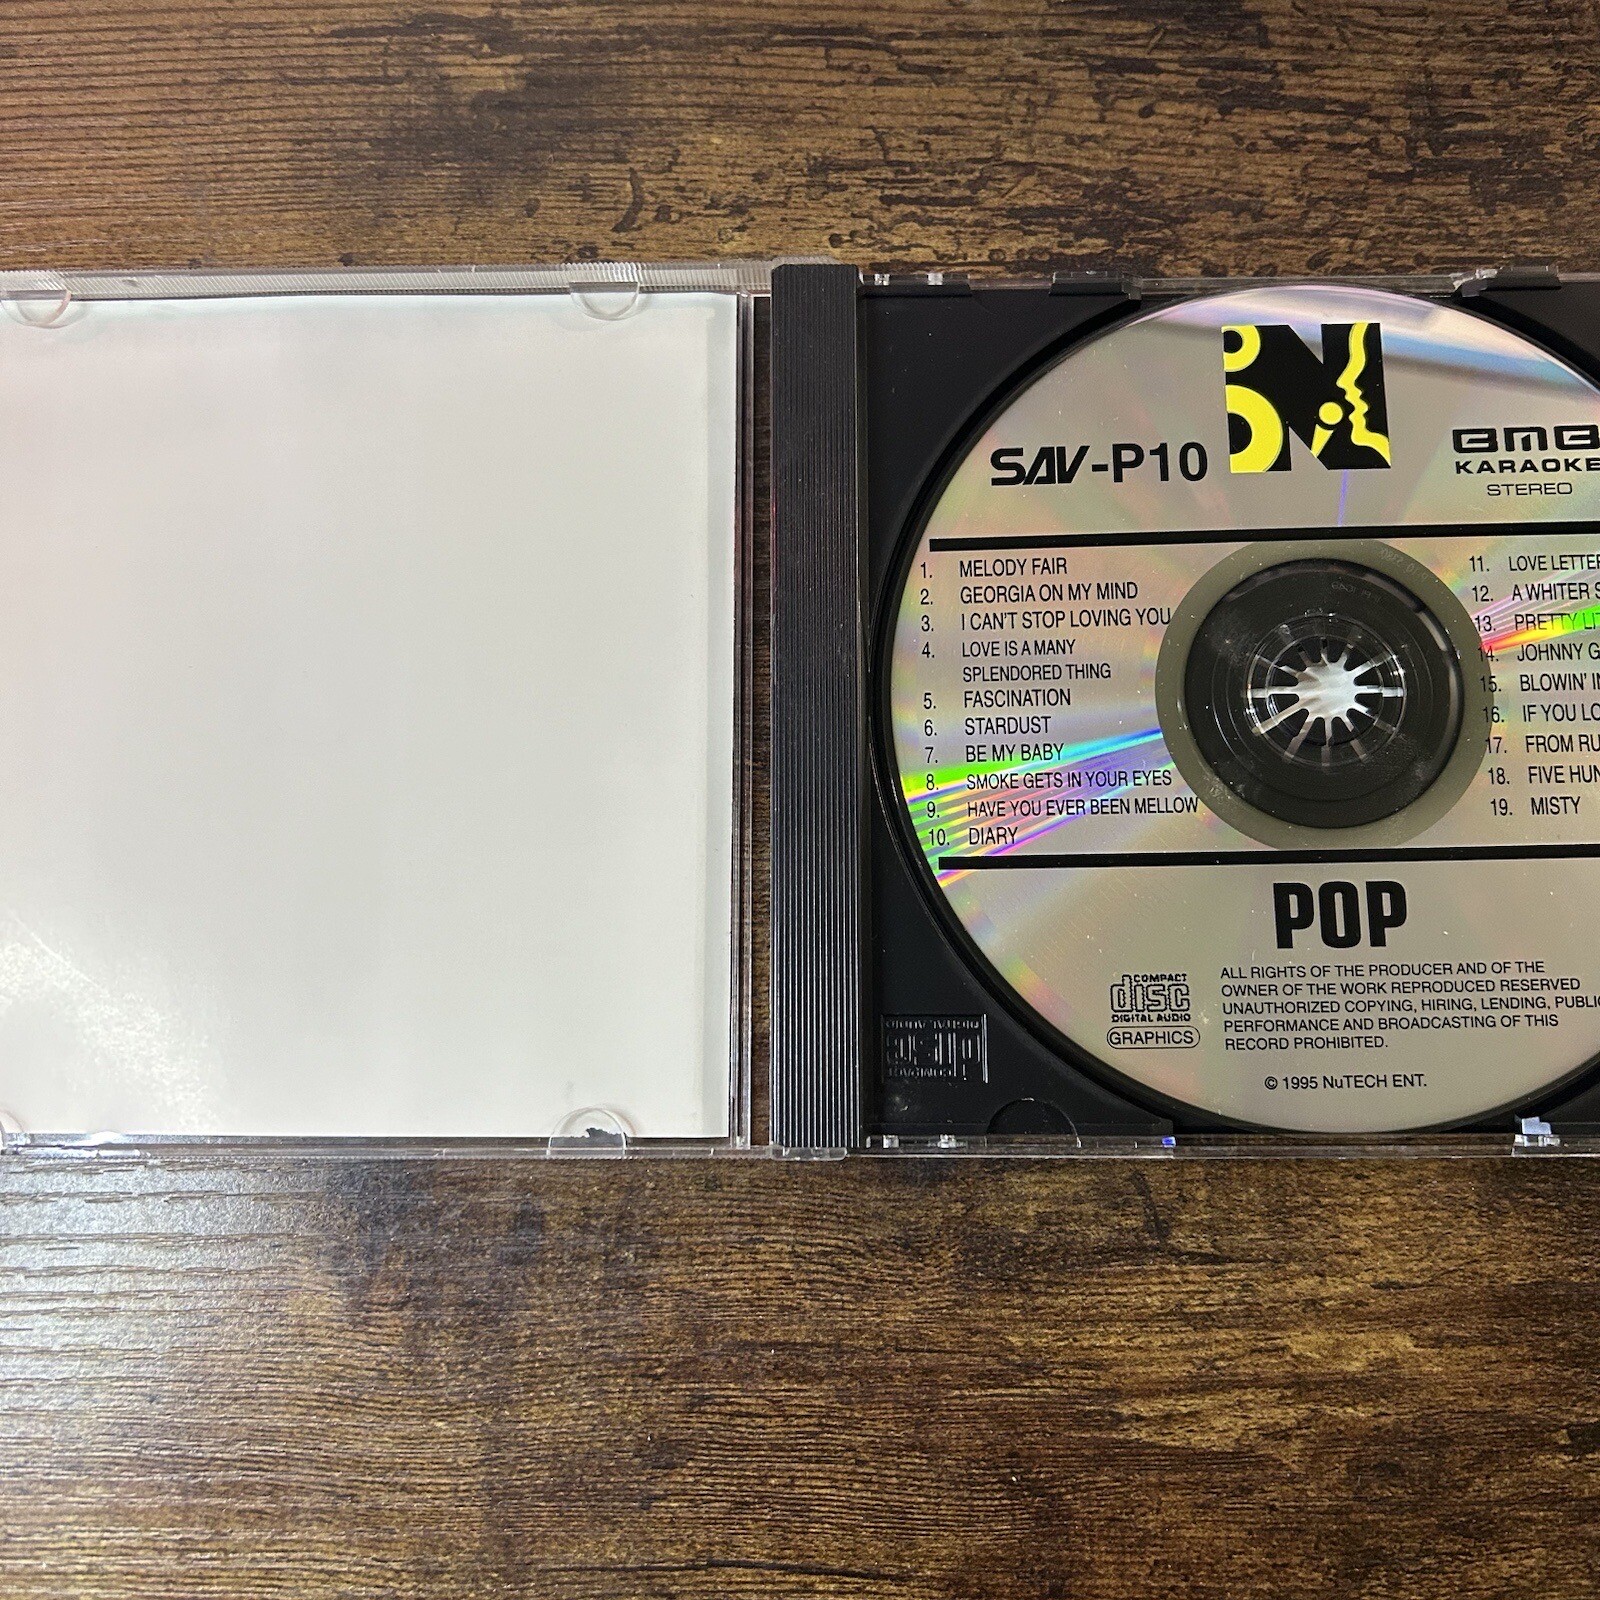 SAV-P10
BMB
KARAOKE
STEREO
1. MELODY FAIR
2. GEORGIA ON MY MIND
3. I CAN'T STOP LOVING YOU
4. LOVE IS A MANY
SPLENDORED THING
5. FASCINATION
6. STARDUST
7. BE MY BABY
8. SMOKE GETS IN YOUR EYES
9. HAVE YOU EVER BEEN MELLOW
10. DIARY
11. LOVE
12. A WHITER
13. PRETTY
14. JOHNNY
15. BLOWIN'
16. IF YOU
17. FROM
18. FIVE
19. MISTY
POP
COMPACT
disc
DIGITAL AUDIO
GRAPHICS
ALL RIGHTS OF THE PRODUCER AND OF THE
OWNER OF THE WORK REPRODUCED RESERVED
UNAUTHORIZED COPYING, HIRING, LENDING, PUBLIC
PERFORMANCE AND BROADCASTING OF THIS
RECORD PROHIBITED.
© 1995 NuTECH ENT.
COMPACT
disc
DIGITAL AUDIO